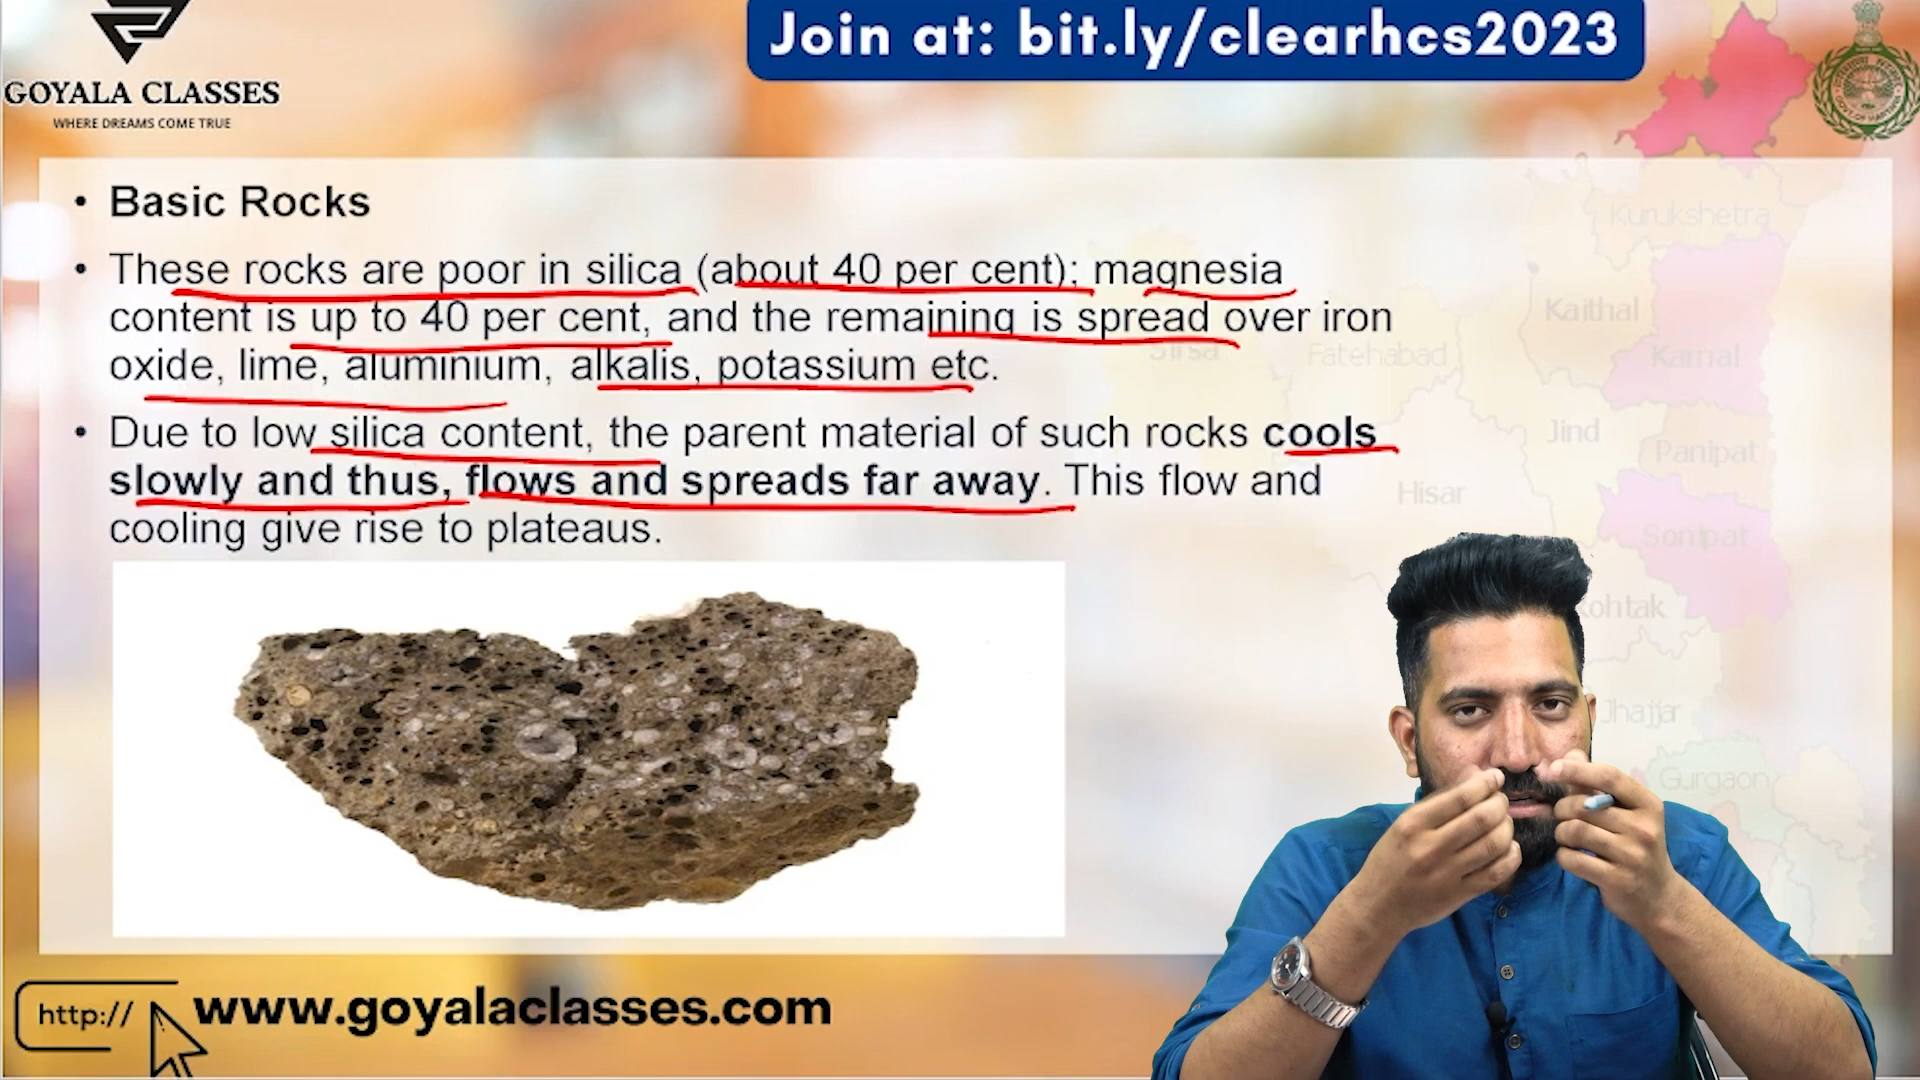 Join at: bit.ly/clearhcs2023
GOYALA CLASSES
WHERE DREAMS COME TRUE
• Basic Rocks
• These rocks are poor in silica (about 40 per cent); magnesia
content is up to 40 per cent, and the remaining is spread over iron
oxide, lime, aluminium, alkalis, potassium etc.
• Due to low silica content, the parent material of such rocks cools
slowly and thus, flows and spreads far away. This flow and
cooling give rise to plateaus.
Kurukshetra
Kaithal
Karnal
Sirsa
Fatehabad
Jind
Panipat
Hisar
Sonipat
ohtak
Jhajjar
Gurgaon
http://
www.goyalaclasses.com